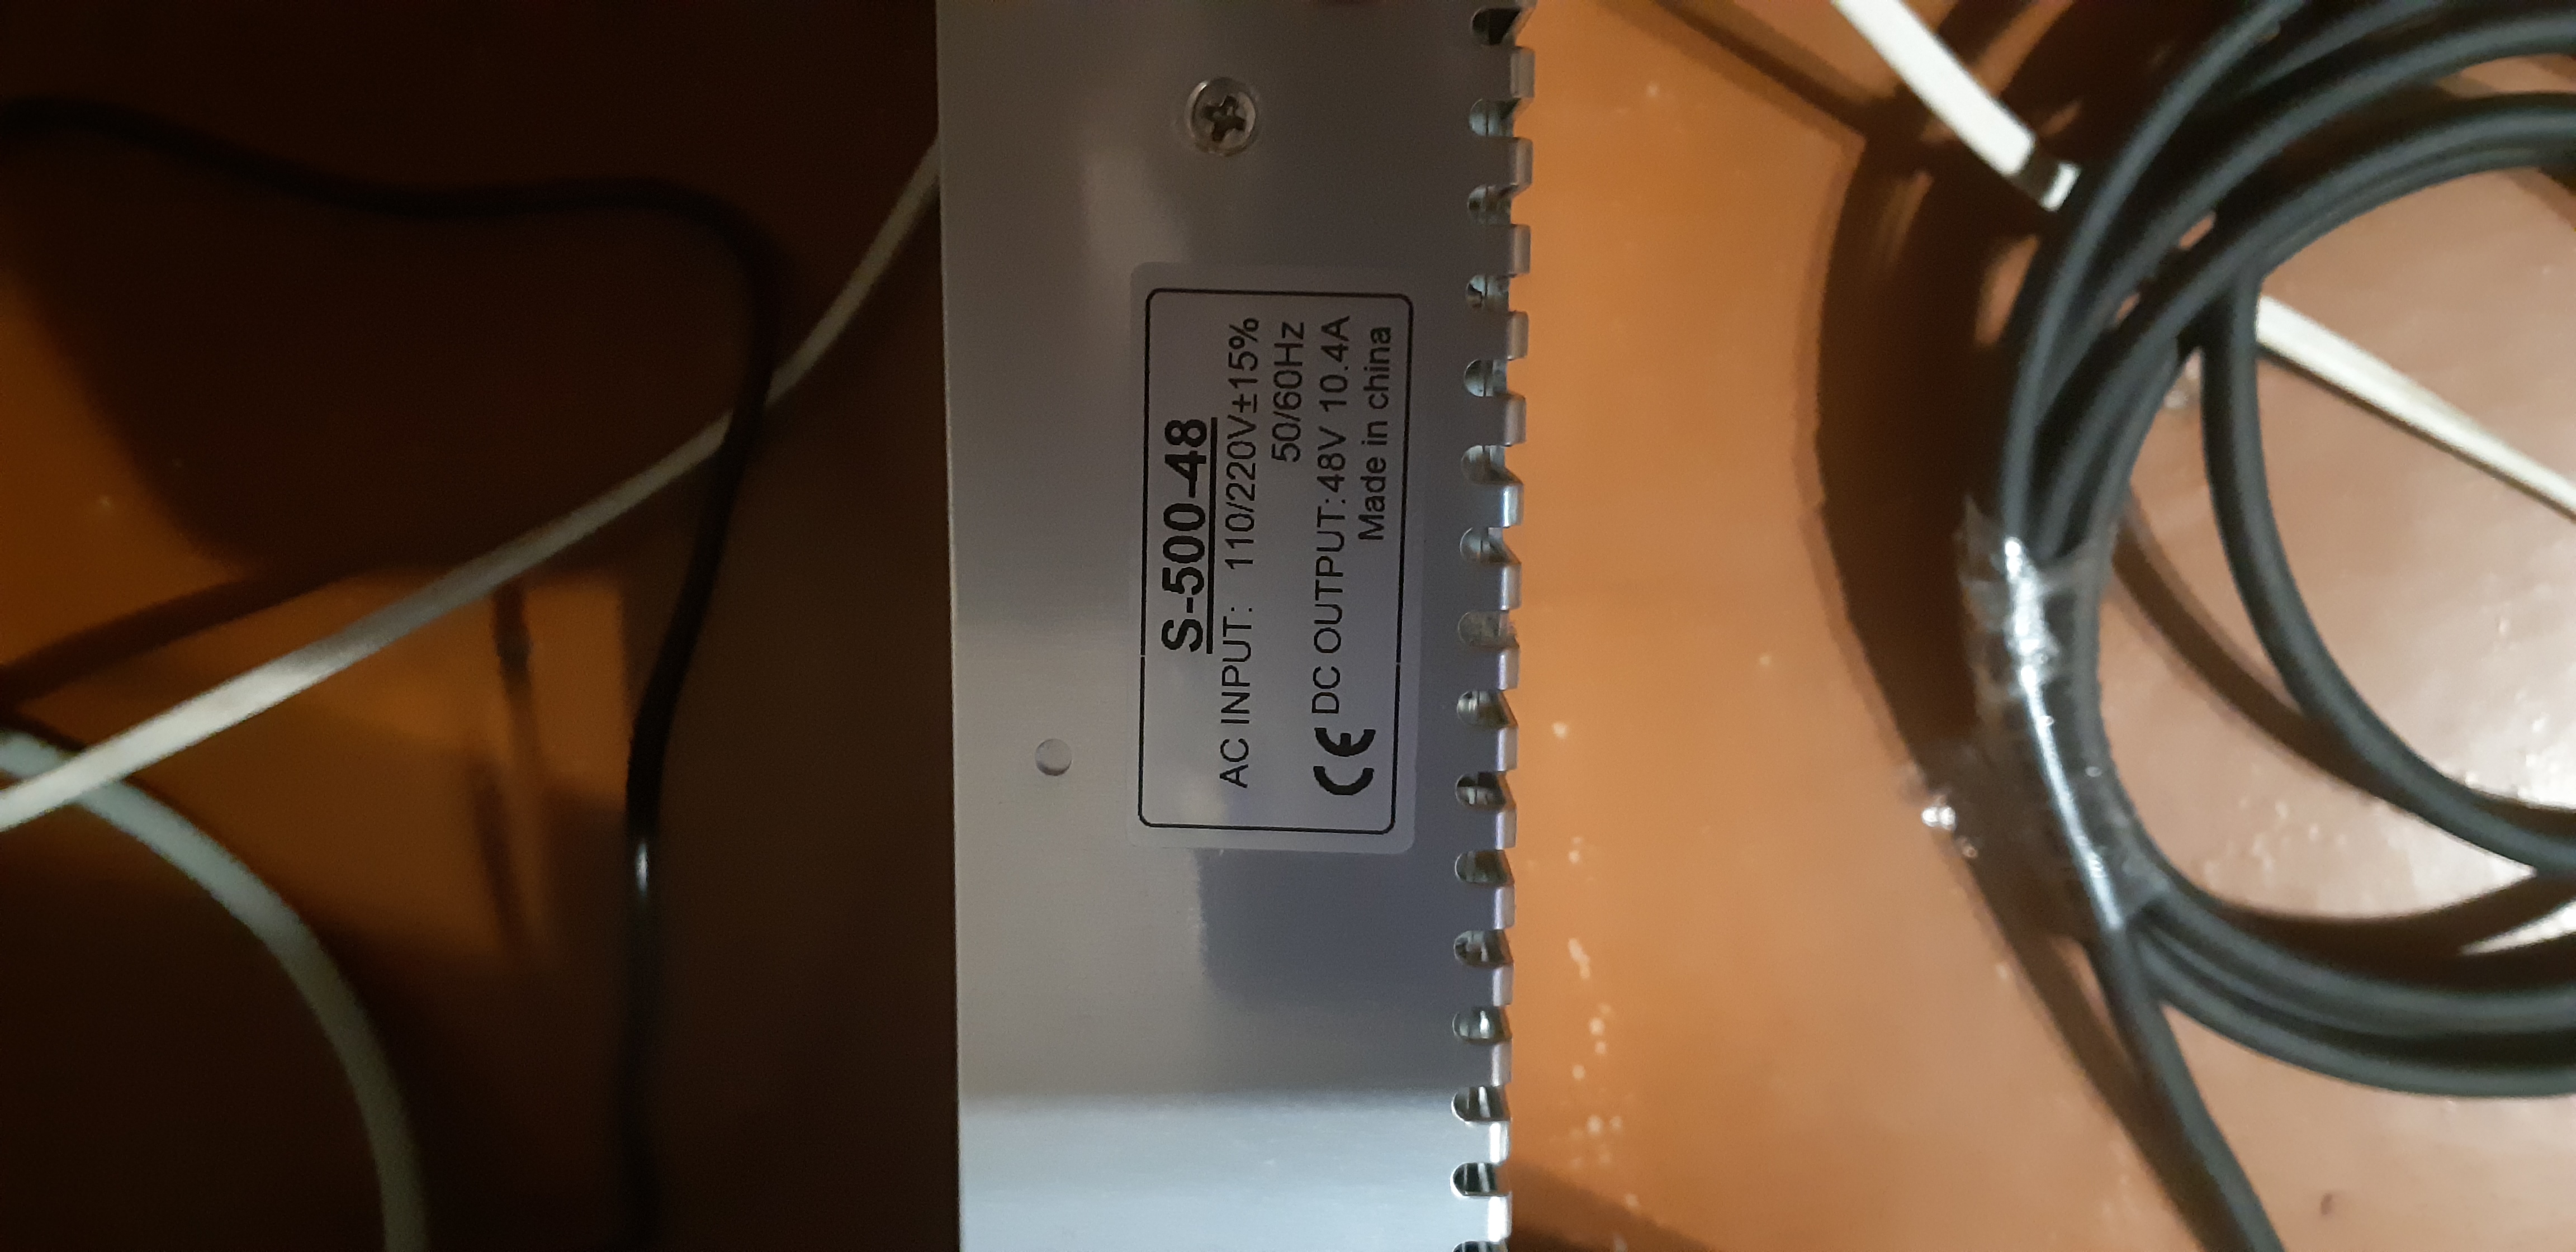 S-500-48
AC INPUT: 110/220V±15%
50/60Hz
CE DC OUTPUT:48V 10.4A
Made in china